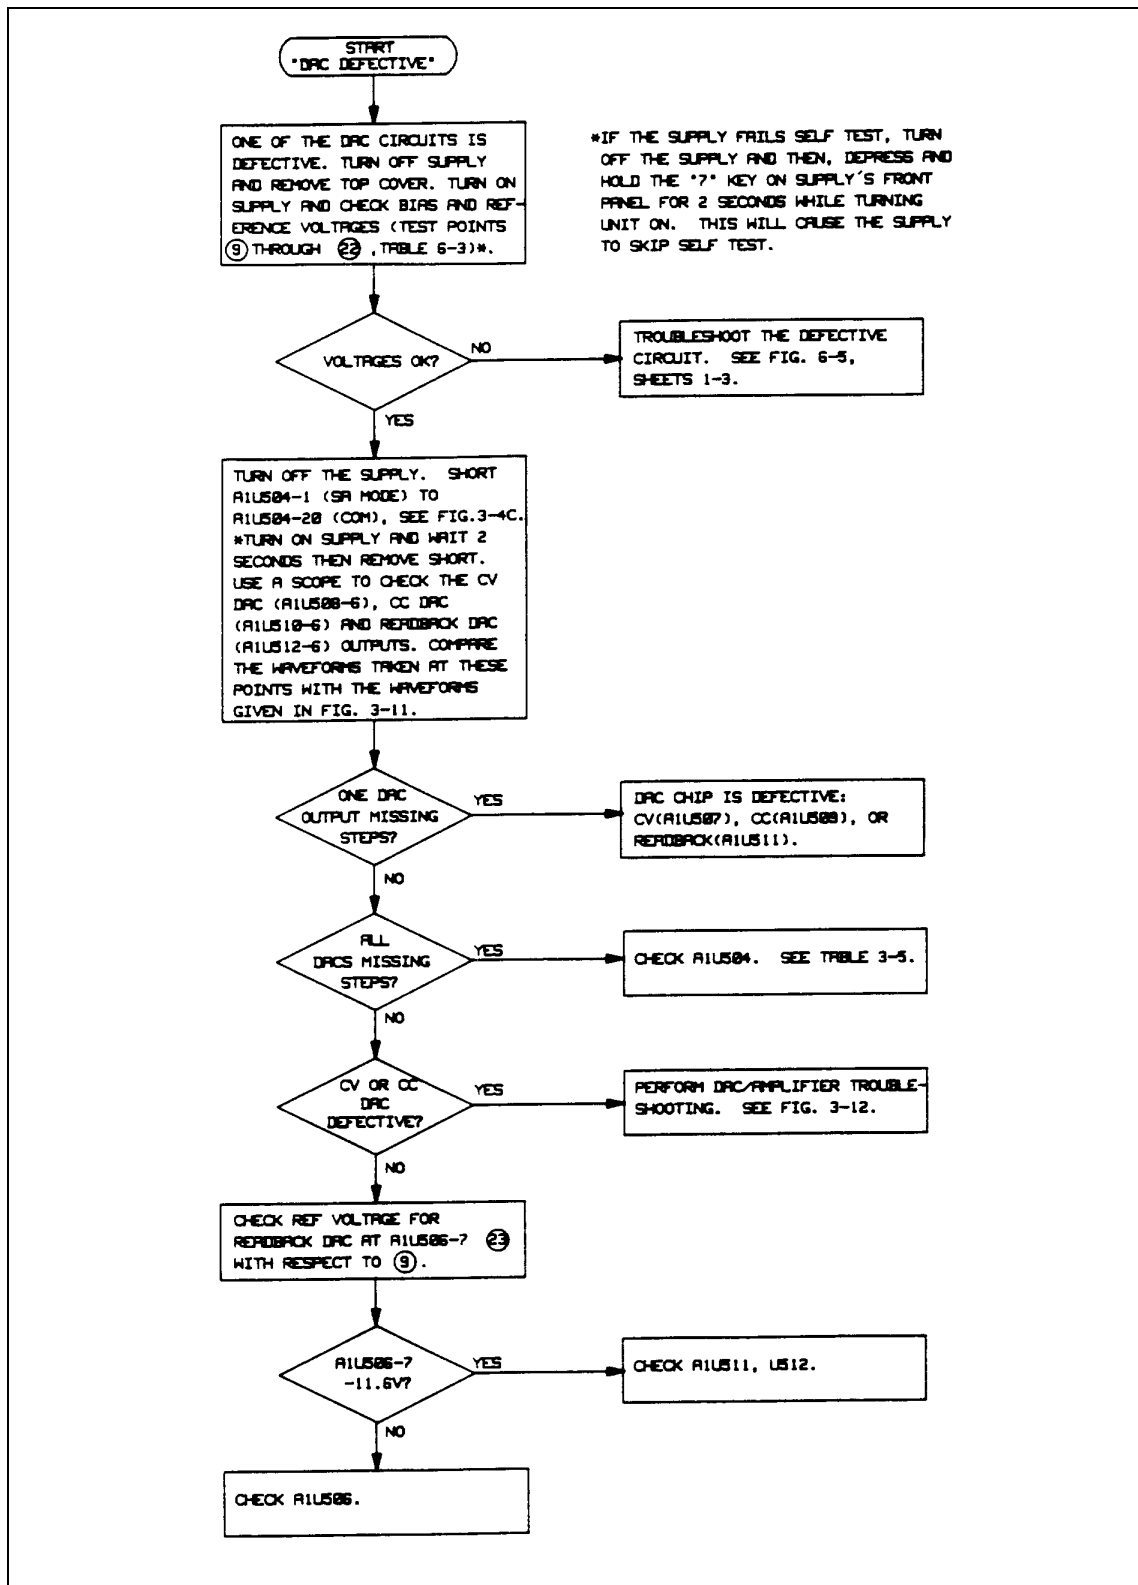 START
"DAC DEFECTIVE"
ONE OF THE DAC CIRCUITS IS
DEFECTIVE. TURN OFF SUPPLY
AND REMOVE TOP COVER. TURN ON
SUPPLY AND CHECK BIAS AND REF-
ERENCE VOLTAGES (TEST POINTS
9 THROUGH 22, TABLE 6-3)*.
*IF THE SUPPLY FAILS SELF TEST, TURN
OFF THE SUPPLY AND THEN, DEPRESS AND
HOLD THE "7" KEY ON SUPPLY'S FRONT
PANEL FOR 2 SECONDS WHILE TURNING
UNIT ON. THIS WILL CAUSE THE SUPPLY
TO SKIP SELF TEST.
VOLTAGES OK?
NO
TROUBLESHOOT THE DEFECTIVE
CIRCUIT. SEE FIG. 6-5,
SHEETS 1-3.
YES
TURN OFF THE SUPPLY. SHORT
A1U504-1 (SA MODE) TO
A1U504-20 (COM), SEE FIG.3-4C.
*TURN ON SUPPLY AND WAIT 2
SECONDS THEN REMOVE SHORT.
USE A SCOPE TO CHECK THE CV
DAC (A1U508-6), CC DAC
(A1U510-6) AND READBACK DAC
(A1U512-6) OUTPUTS. COMPARE
THE WAVEFORMS TAKEN AT THESE
POINTS WITH THE WAVEFORMS
GIVEN IN FIG. 3-11.
ONE DAC
OUTPUT MISSING
STEPS?
YES
DAC CHIP IS DEFECTIVE:
CV(A1U507), CC(A1U509), OR
READBACK(A1U511).
NO
ALL
DACS MISSING
STEPS?
YES
CHECK A1U504. SEE TABLE 3-5.
NO
CV OR CC
DAC
DEFECTIVE?
YES
PERFORM DAC/AMPLIFIER TROUBLE-
SHOOTING. SEE FIG. 3-12.
NO
CHECK REF VOLTAGE FOR
READBACK DAC AT A1U506-7 23
WITH RESPECT TO 9.
A1U506-7
-11.6V?
YES
CHECK A1U511, U512.
NO
CHECK A1U506.